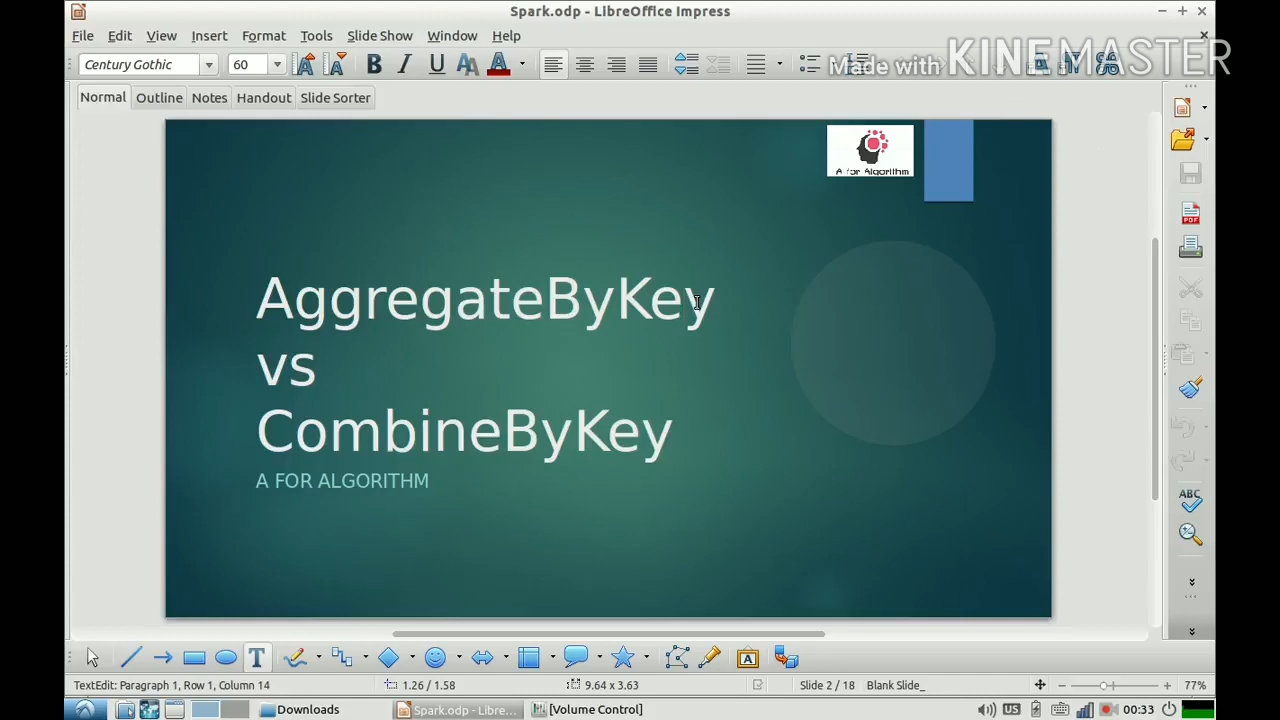 Spark.odp - LibreOffice Impress
File Edit View Insert Format Tools Slide Show Window Help
Century Gothic 60
Made with KINEMASTER
Normal Outline Notes Handout Slide Sorter
A for Algorithm
AggregateByKey
vs
CombineByKey
A FOR ALGORITHM
PDF
ABC
TextEdit: Paragraph 1, Row 1, Column 14 1.26 / 1.58 9.64 x 3.63 Slide 2 / 18 Blank Slide_ 77%
Downloads Spark.odp - Libre... [Volume Control] US 00:33